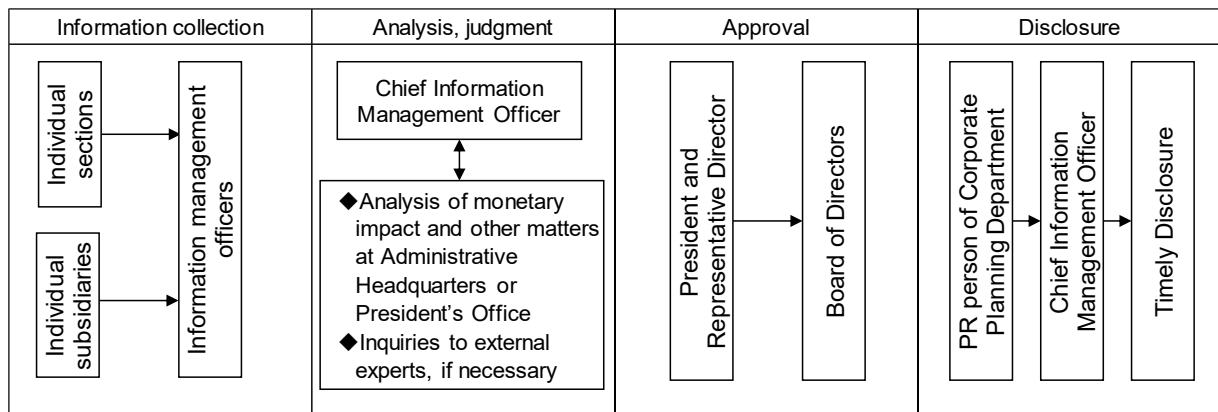 Information collection
Analysis, judgment
Approval
Disclosure
Individual
sections
Individual
subsidiaries
Information management
officers
Chief Information
Management Officer
◆Analysis of monetary
impact and other matters
at Administrative
Headquarters or
President’s Office
◆Inquiries to external
experts, if necessary
President and
Representative Director
Board of Directors
PR person of Corporate
Planning Department
Chief Information
Management Officer
Timely Disclosure